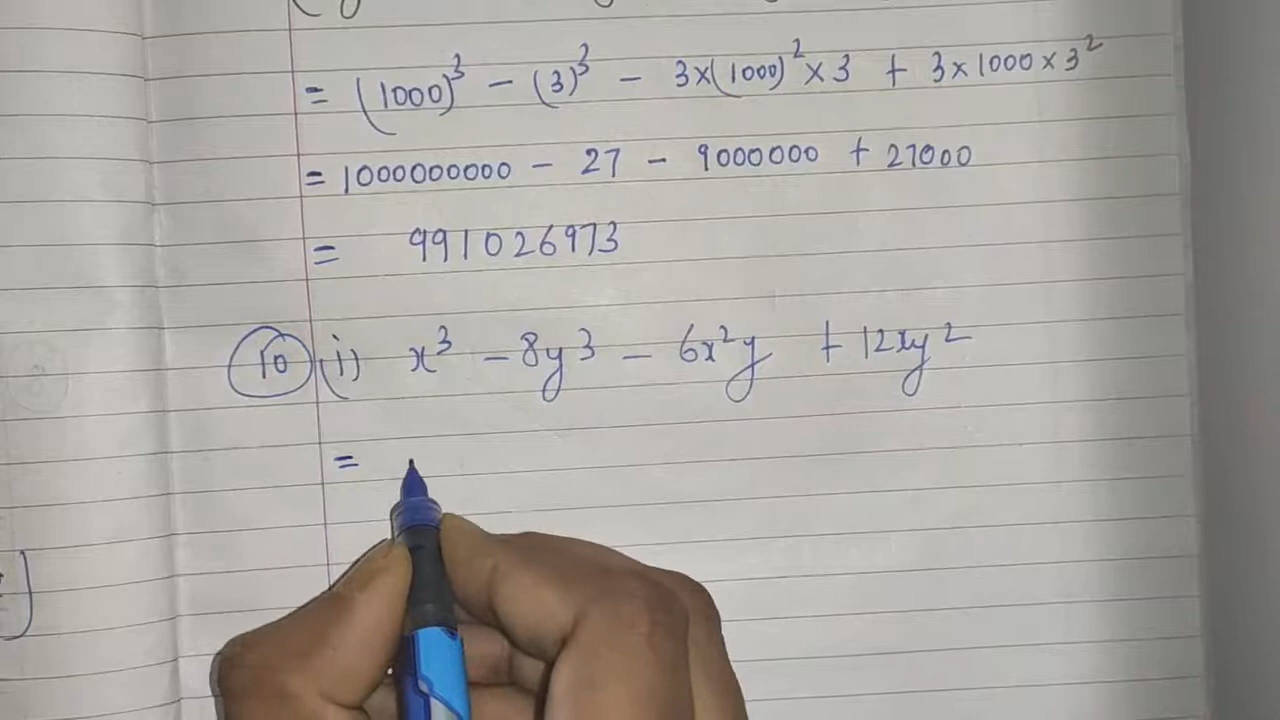 = (1000)³ - (3)³ - 3×(1000)²×3 + 3×1000×3²
= 1000000000 - 27 - 9000000 + 27000
= 991026973
10 (i) x³ - 8y³ - 6x²y + 12xy²
=